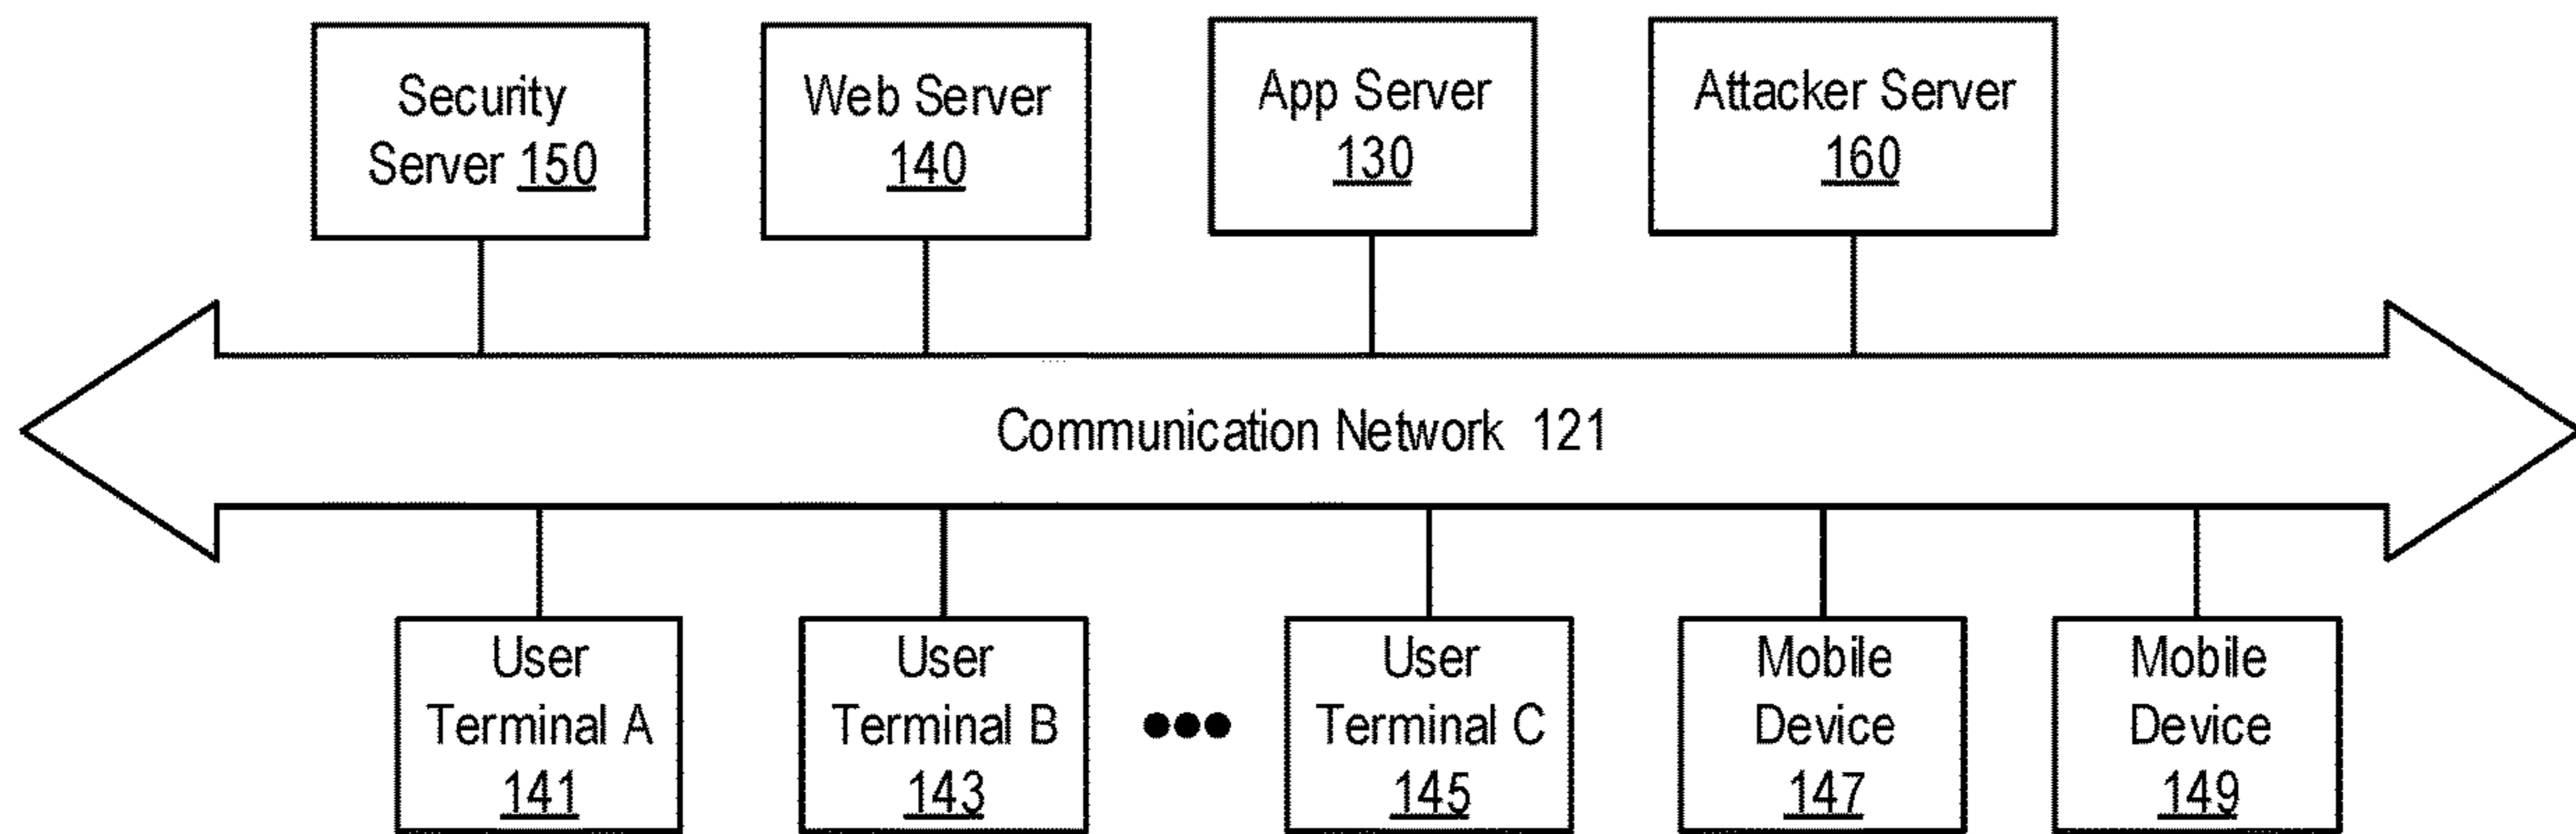 Security
Server 150
Web Server
140
App Server
130
Attacker Server
160
Communication Network 121
User
Terminal A
141
User
Terminal B
143
User
Terminal C
145
Mobile
Device
147
Mobile
Device
149